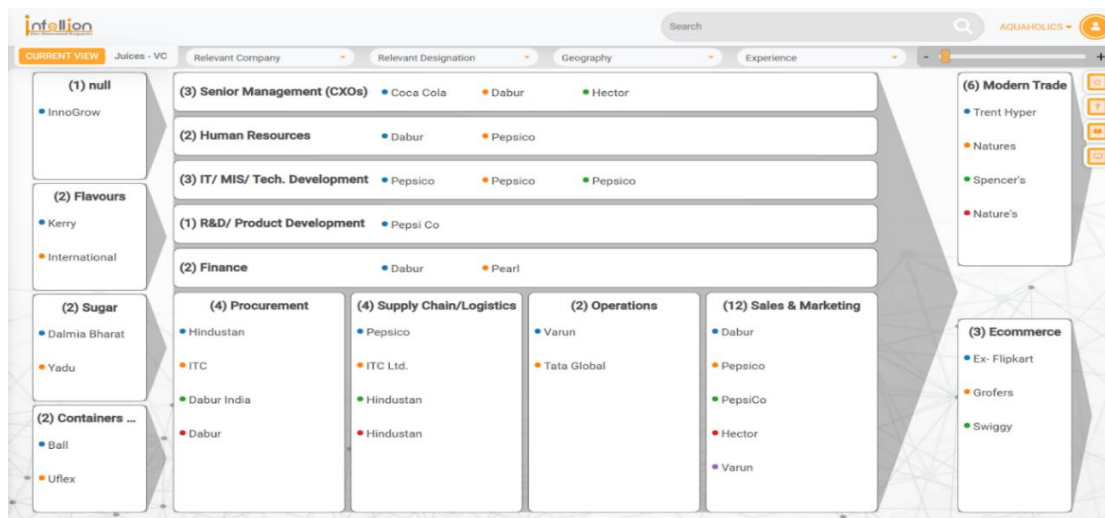 infollion
Search
AQUAHOLICS
CURRENT VIEW
Juices - VC
Relevant Company
Relevant Designation
Geography
Experience
-
+
(1) null
InnoGrow
(2) Flavours
Kerry
International
(2) Sugar
Dalmia Bharat
Yadu
(2) Containers ...
Ball
Uflex
(3) Senior Management (CXOs)
Coca Cola
Dabur
Hector
(2) Human Resources
Dabur
Pepsico
(3) IT/ MIS/ Tech. Development
Pepsico
Pepsico
Pepsico
(1) R&D/ Product Development
Pepsi Co
(2) Finance
Dabur
Pearl
(4) Procurement
Hindustan
ITC
Dabur India
Dabur
(4) Supply Chain/Logistics
Pepsico
ITC Ltd.
Hindustan
Hindustan
(2) Operations
Varun
Tata Global
(12) Sales & Marketing
Dabur
Pepsico
PepsiCo
Hector
Varun
(6) Modern Trade
Trent Hyper
Natures
Spencer's
Nature's
(3) Ecommerce
Ex- Flipkart
Grofers
Swiggy
?